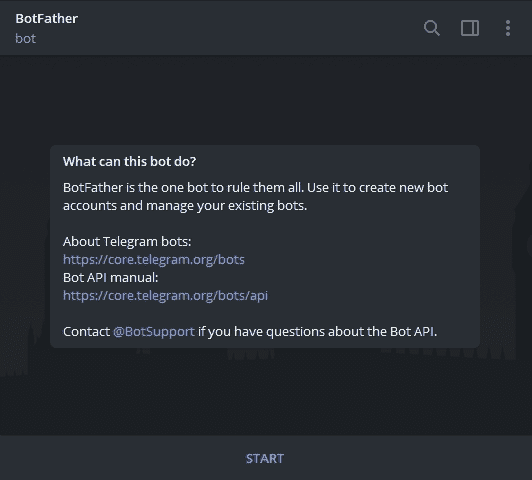 BotFather
bot
What can this bot do?
BotFather is the one bot to rule them all. Use it to create new bot
accounts and manage your existing bots.
About Telegram bots:
https://core.telegram.org/bots
Bot API manual:
https://core.telegram.org/bots/api
Contact @BotSupport if you have questions about the Bot API.
START